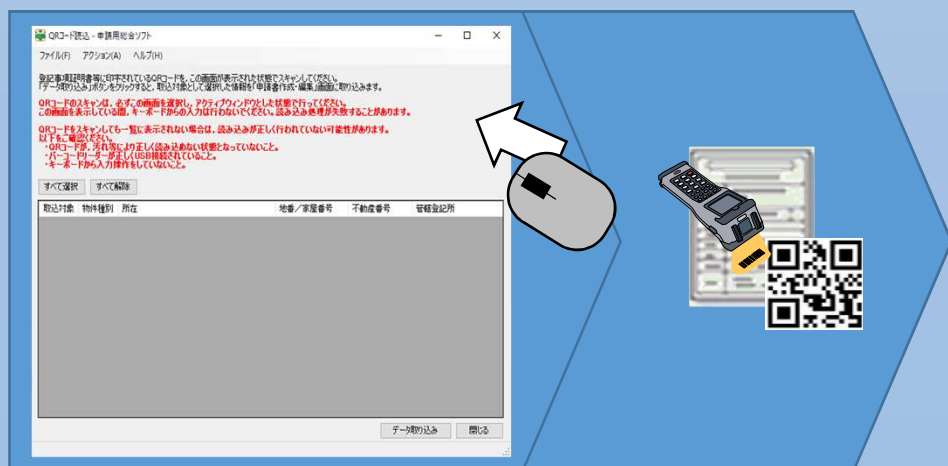 QRコード読込 - 申請用総合ソフト
ファイル(F) アクション(A) ヘルプ(H)
登記事項証明書等に印字されているQRコードを，この画面が表示された状態でスキャンしてください。
「データ取り込み」ボタンをクリックすると，取込対象として選択した情報を「申請書作成・編集」画面に取り込みます。
QRコードのスキャンは，必ずこの画面を選択し，アクティブウィンドウとした状態で行ってください。
この画面を表示している間，キーボードからの入力は行わないでください。読み込み処理が失敗することがあります。
QRコードをスキャンしても一覧に表示されない場合は，読み込みが正しく行われていない可能性があります。
以下をご確認ください。
・QRコードが，汚れ等により正しく読み込めない状態となっていないこと。
・バーコードリーダーが正しくUSB接続されていること。
・キーボードから入力操作をしていないこと。
すべて選択 すべて解除
取込対象 物件種別 所在 地番／家屋番号 不動産番号 管轄登記所
データ取り込み 閉じる